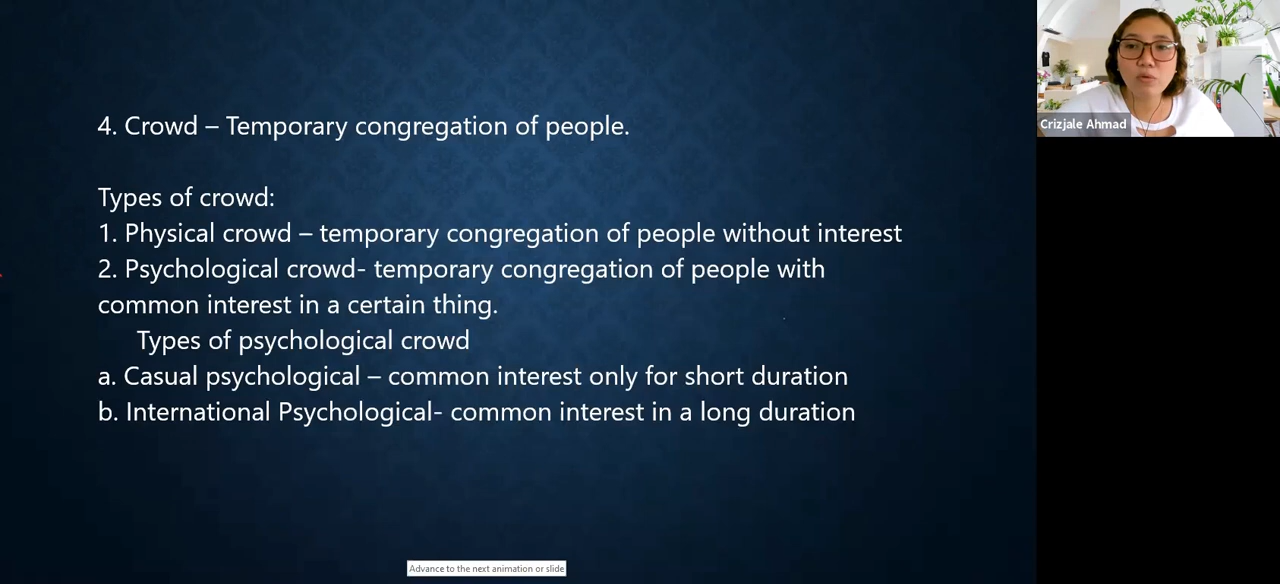 4. Crowd – Temporary congregation of people.
Types of crowd:
1. Physical crowd – temporary congregation of people without interest
2. Psychological crowd- temporary congregation of people with
common interest in a certain thing.
Types of psychological crowd
a. Casual psychological – common interest only for short duration
b. International Psychological- common interest in a long duration
Crizjale Ahmad
Advance to the next animation or slide